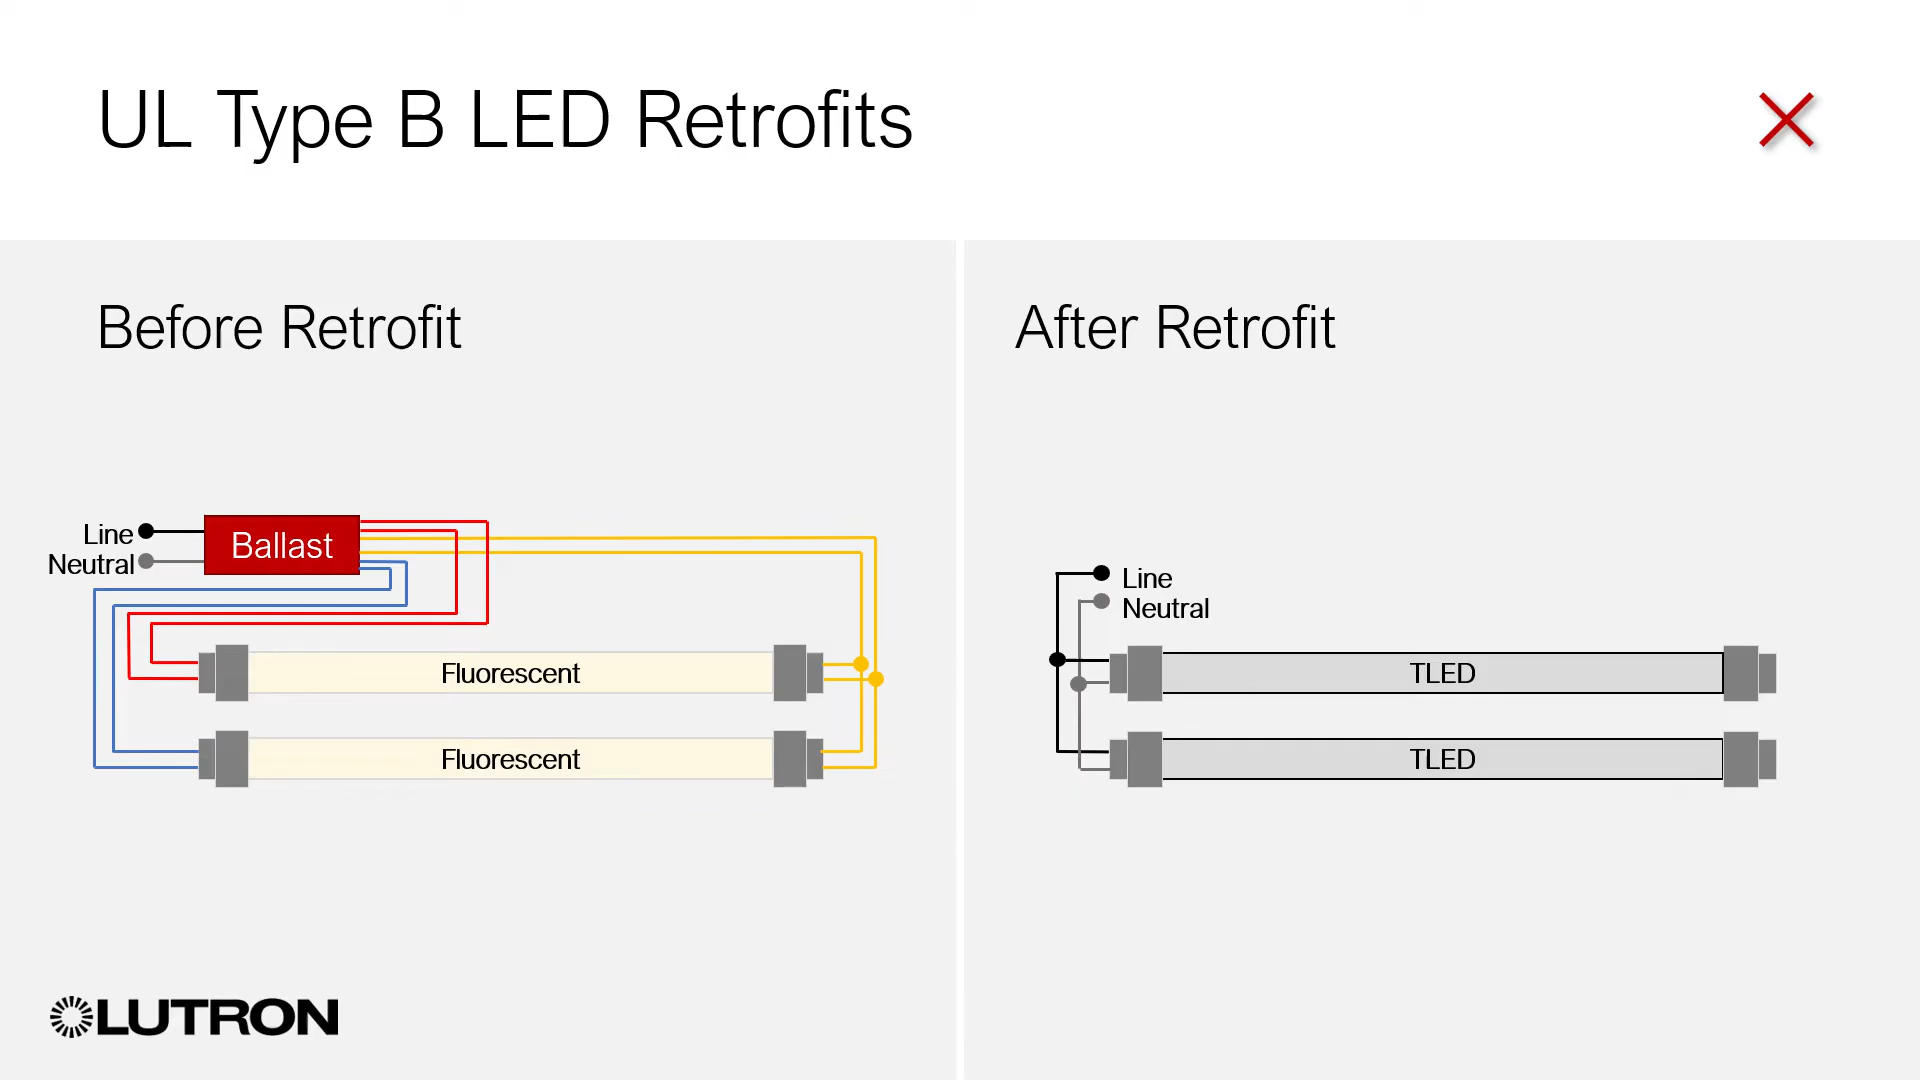 UL Type B LED Retrofits
Before Retrofit
Line
Neutral
Ballast
Fluorescent
Fluorescent
After Retrofit
Line
Neutral
TLED
TLED
LUTRON